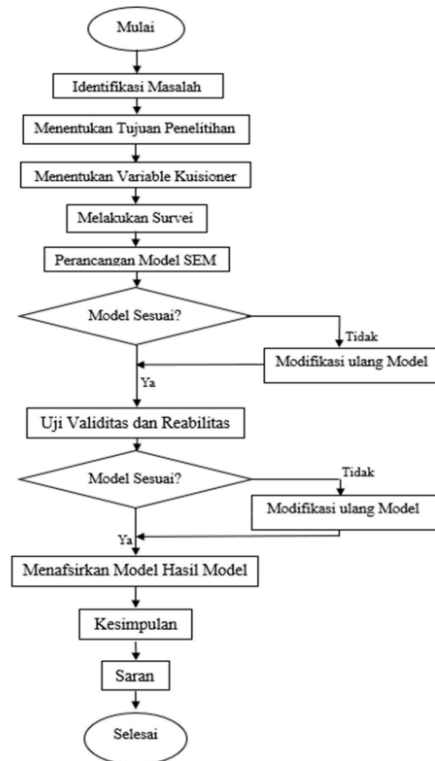 Mulai
Identifikasi Masalah
Menentukan Tujuan Penelitihan
Menentukan Variable Kuisioner
Melakukan Survei
Perancangan Model SEM
Model Sesuai?
Tidak
Modifikasi ulang Model
Ya
Uji Validitas dan Reabilitas
Model Sesuai?
Tidak
Modifikasi ulang Model
Ya
Menafsirkan Model Hasil Model
Kesimpulan
Saran
Selesai